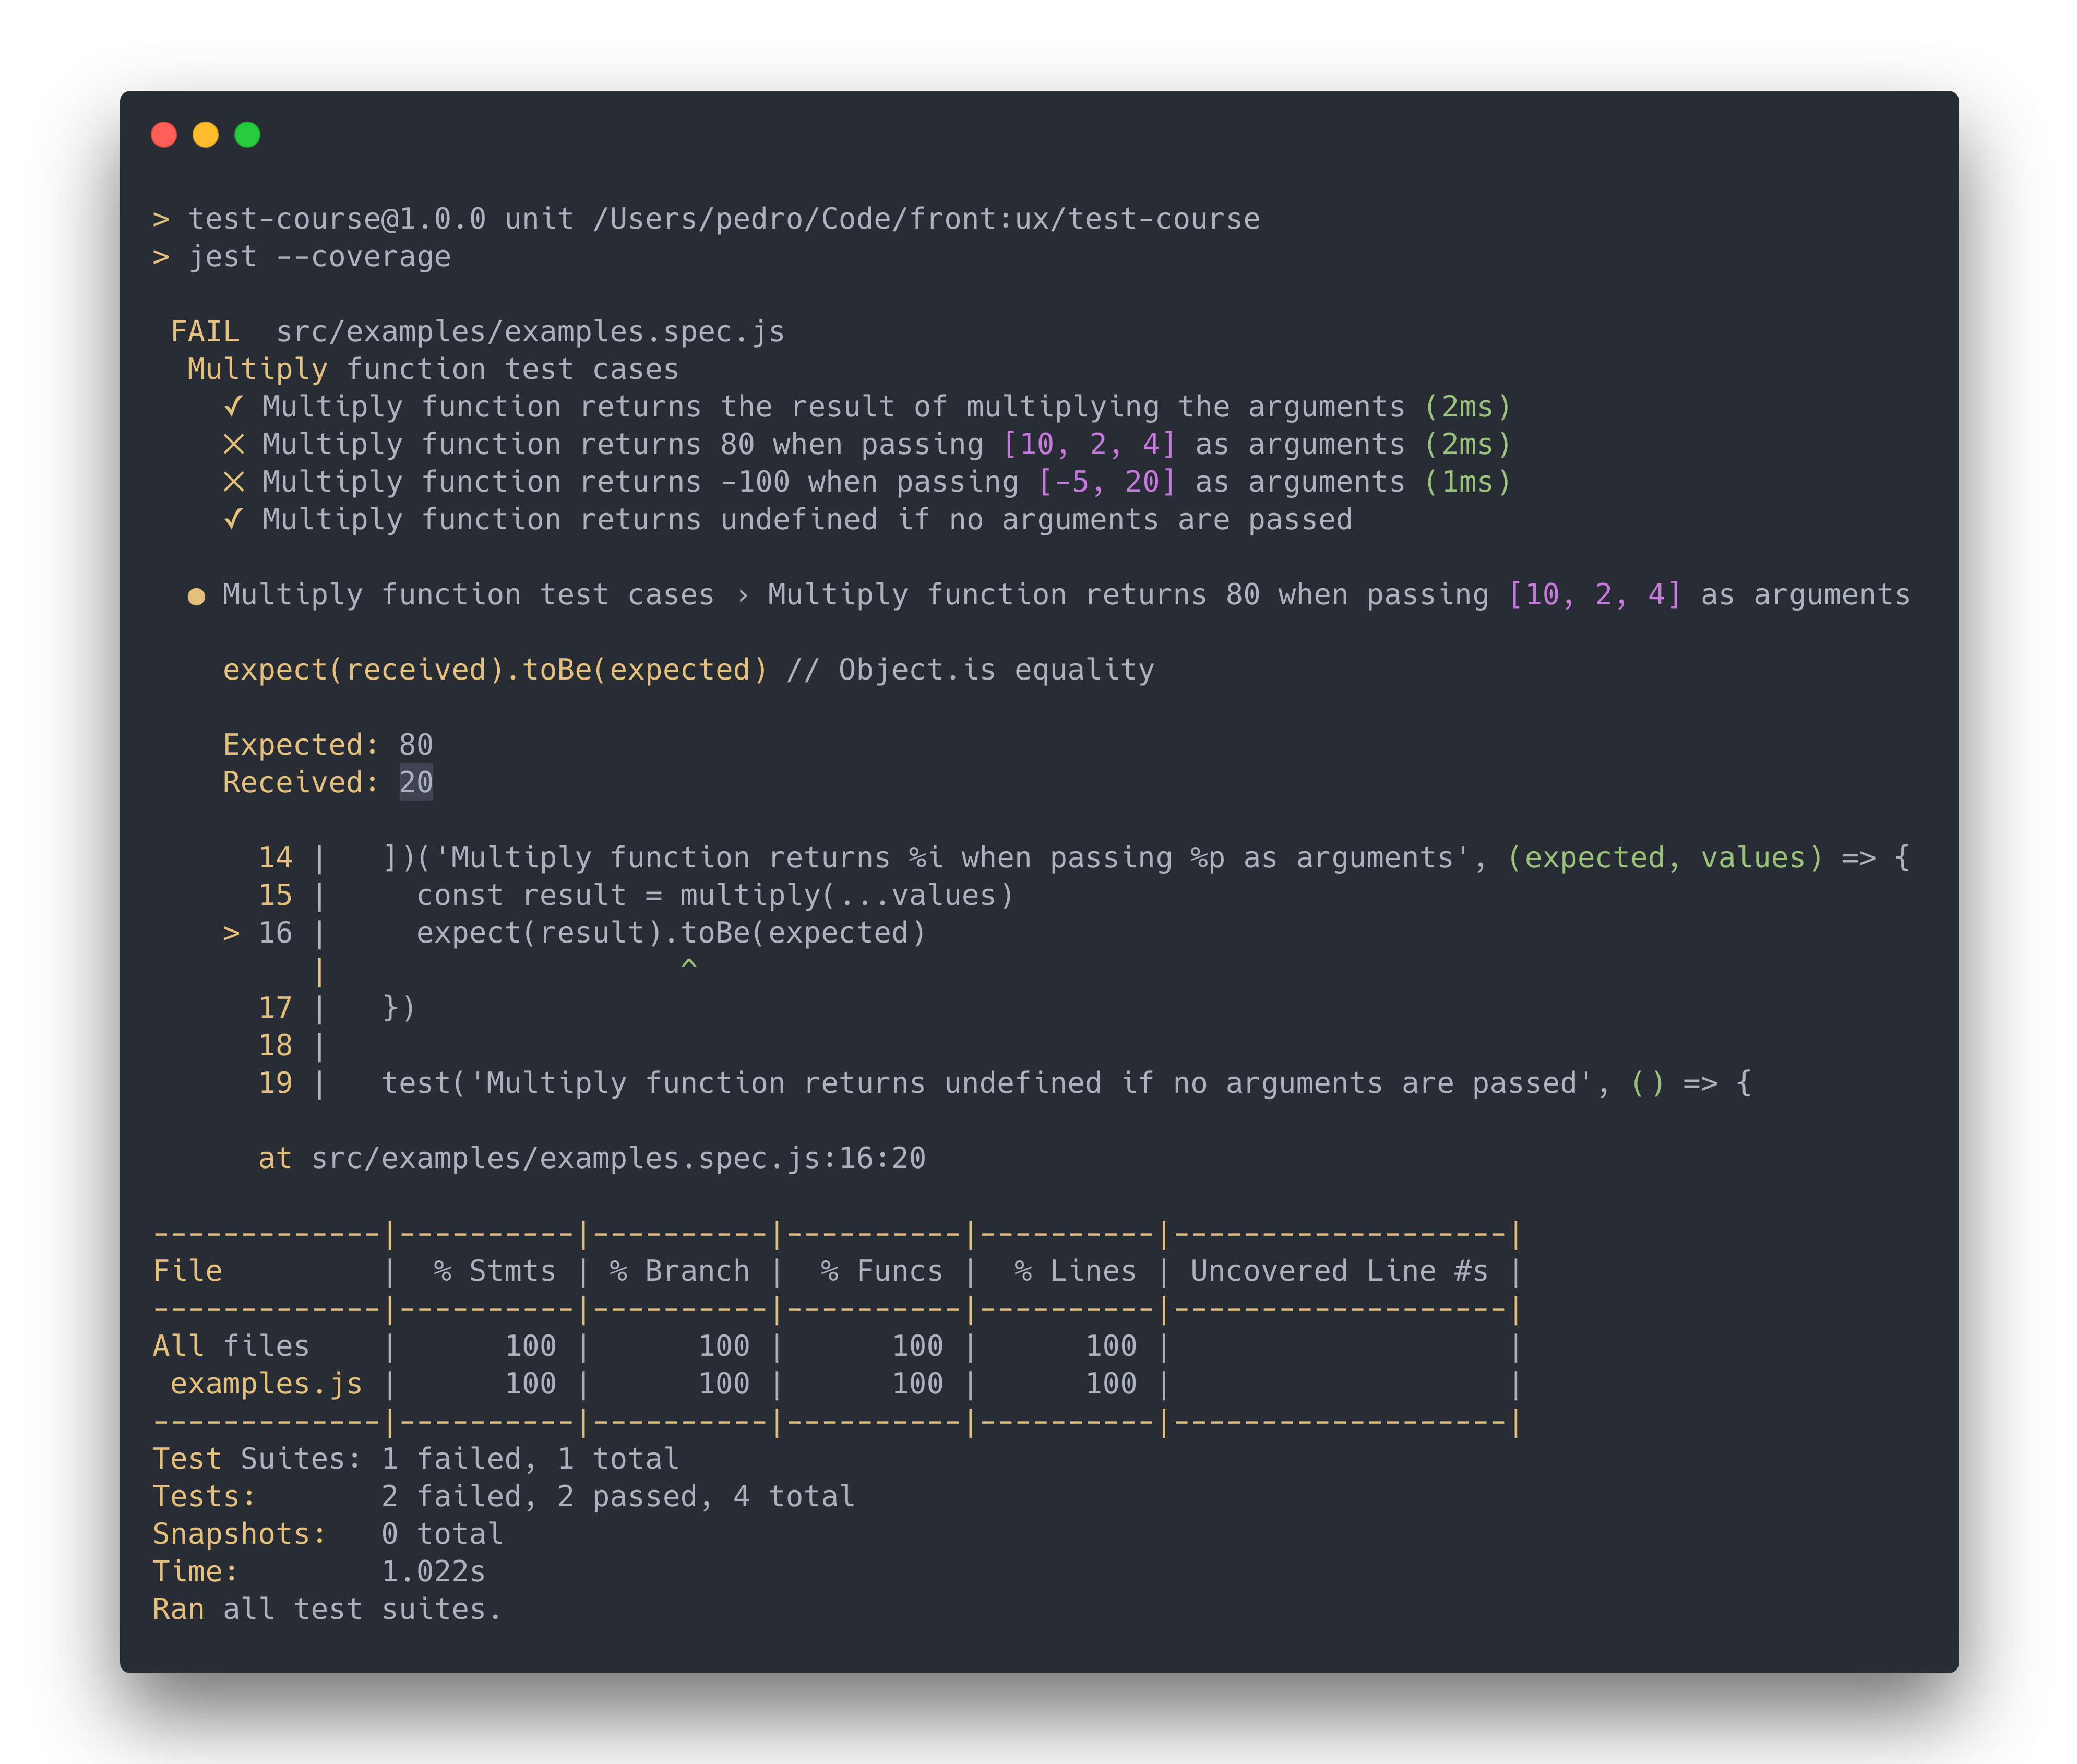 > test-course@1.0.0 unit /Users/pedro/Code/front:ux/test-course
> jest --coverage
FAIL  src/examples/examples.spec.js
Multiply function test cases
✓ Multiply function returns the result of multiplying the arguments (2ms)
✕ Multiply function returns 80 when passing [10, 2, 4] as arguments (2ms)
✕ Multiply function returns -100 when passing [-5, 20] as arguments (1ms)
✓ Multiply function returns undefined if no arguments are passed
● Multiply function test cases › Multiply function returns 80 when passing [10, 2, 4] as arguments
expect(received).toBe(expected) // Object.is equality
Expected: 80
Received: 20
14 |   ])('Multiply function returns %i when passing %p as arguments', (expected, values) => {
15 |     const result = multiply(...values)
> 16 |     expect(result).toBe(expected)
|                    ^
17 |   })
18 |
19 |   test('Multiply function returns undefined if no arguments are passed', () => {
at src/examples/examples.spec.js:16:20
-------------|----------|----------|----------|----------|-------------------|
File         |  % Stmts | % Branch |  % Funcs |  % Lines | Uncovered Line #s |
-------------|----------|----------|----------|----------|-------------------|
All files    |      100 |      100 |      100 |      100 |                   |
 examples.js |      100 |      100 |      100 |      100 |                   |
-------------|----------|----------|----------|----------|-------------------|
Test Suites: 1 failed, 1 total
Tests:       2 failed, 2 passed, 4 total
Snapshots:   0 total
Time:        1.022s
Ran all test suites.